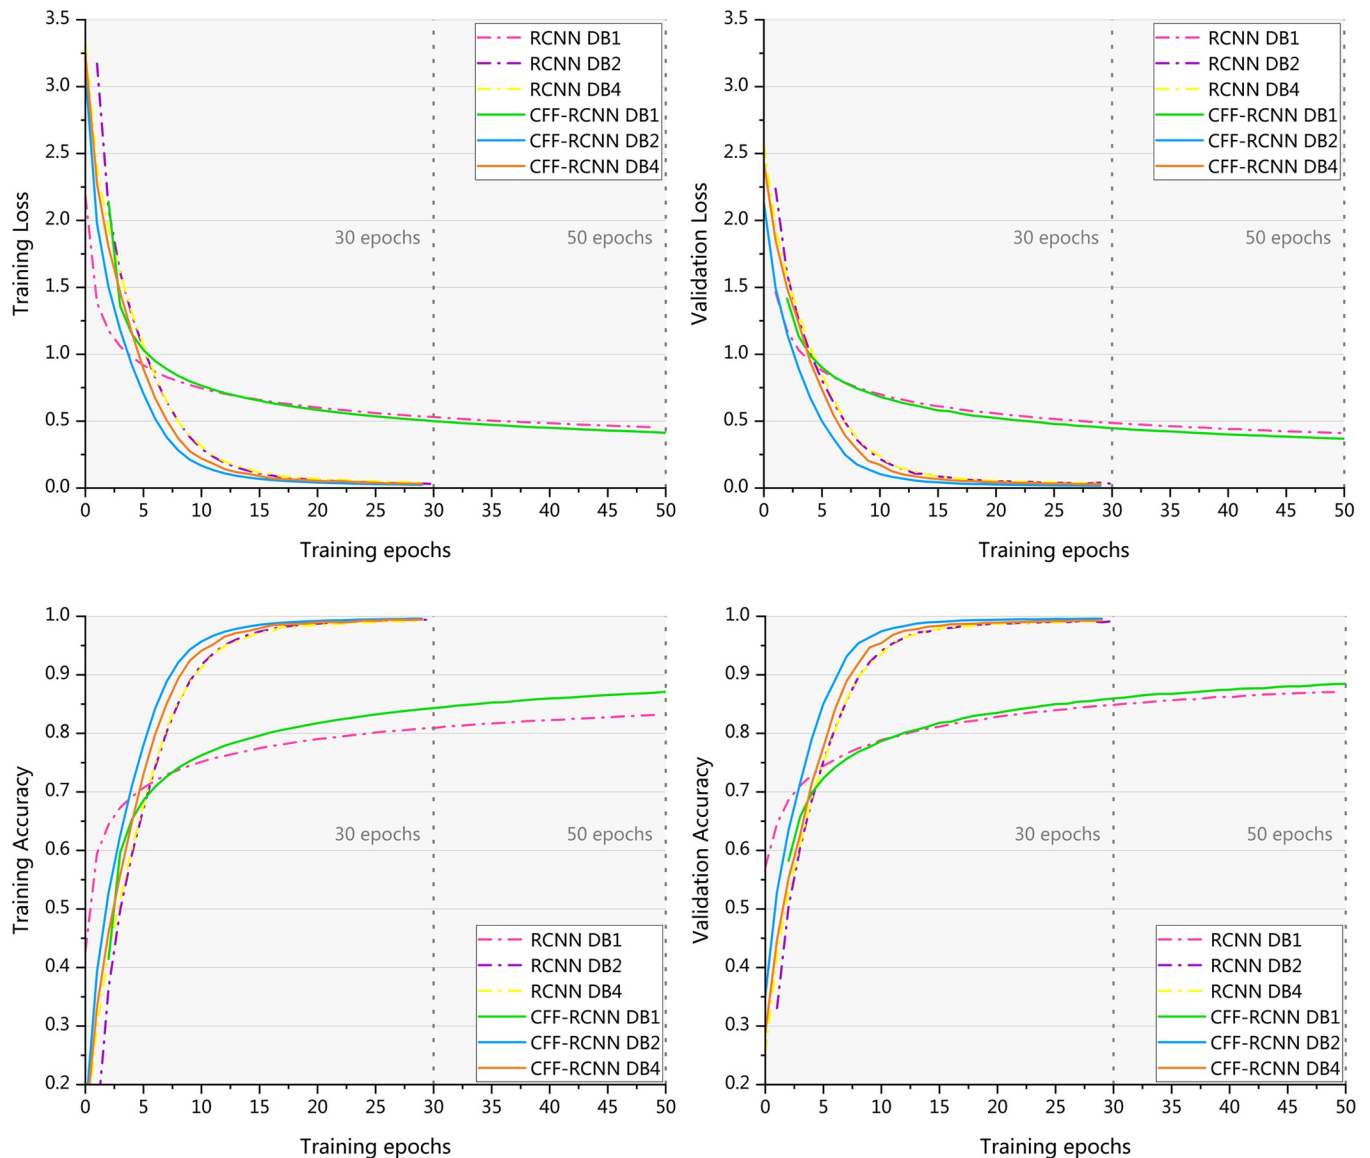 Training Loss
3.5
3.0
2.5
2.0
1.5
1.0
0.5
0.0
RCNN DB1
RCNN DB2
RCNN DB4
CFF-RCNN DB1
CFF-RCNN DB2
CFF-RCNN DB4
30 epochs 50 epochs
0 5 10 15 20 25 30 35 40 45 50
Training epochs
Validation Loss
3.5
3.0
2.5
2.0
1.5
1.0
0.5
0.0
RCNN DB1
RCNN DB2
RCNN DB4
CFF-RCNN DB1
CFF-RCNN DB2
CFF-RCNN DB4
30 epochs 50 epochs
0 5 10 15 20 25 30 35 40 45 50
Training epochs
Training Accuracy
1.0
0.9
0.8
0.7
0.6
0.5
0.4
0.3
0.2
30 epochs 50 epochs
RCNN DB1
RCNN DB2
RCNN DB4
CFF-RCNN DB1
CFF-RCNN DB2
CFF-RCNN DB4
0 5 10 15 20 25 30 35 40 45 50
Training epochs
Validation Accuracy
1.0
0.9
0.8
0.7
0.6
0.5
0.4
0.3
0.2
30 epochs 50 epochs
RCNN DB1
RCNN DB2
RCNN DB4
CFF-RCNN DB1
CFF-RCNN DB2
CFF-RCNN DB4
0 5 10 15 20 25 30 35 40 45 50
Training epochs